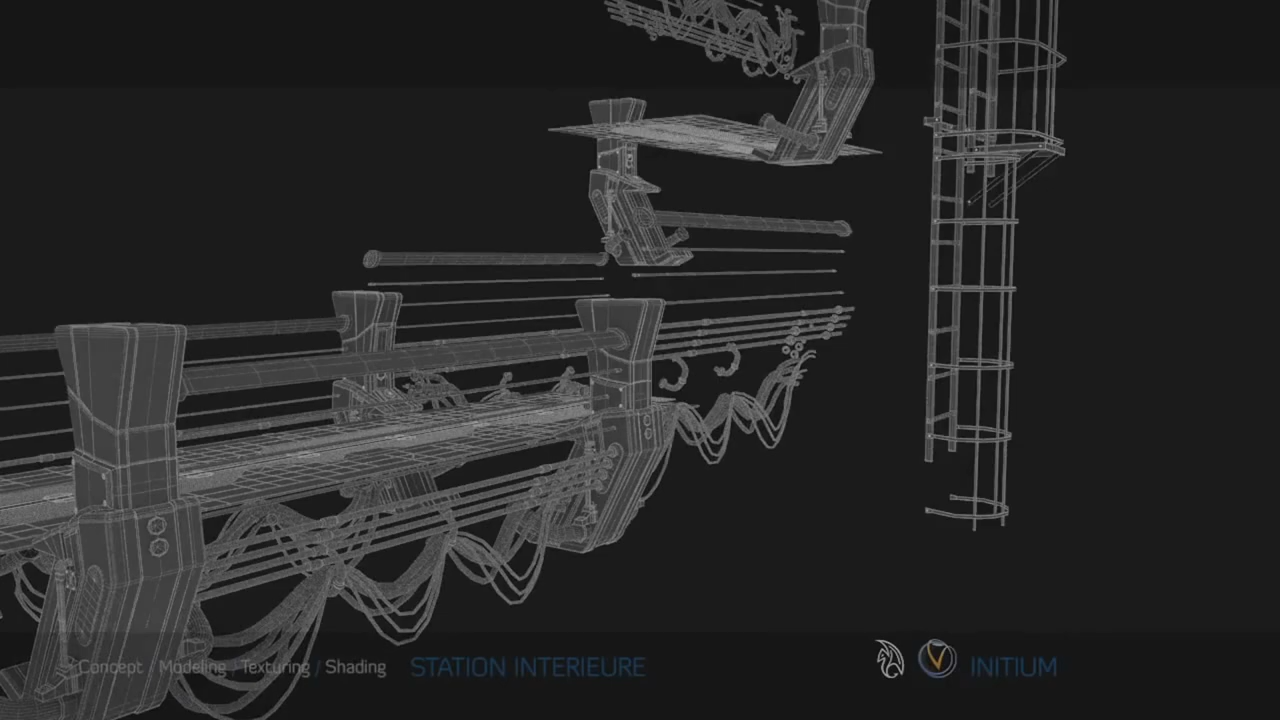 Concept / Modeling / Texturing / Shading STATION INTERIEURE INITIUM